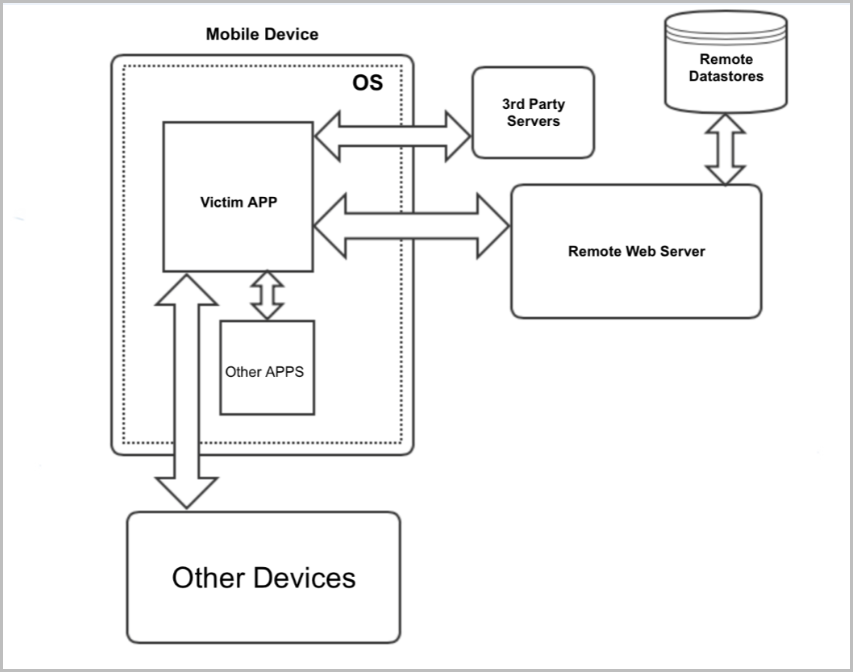 Mobile Device
OS
Remote
Datastores
3rd Party
Servers
Victim APP
Remote Web Server
Other APPS
Other Devices